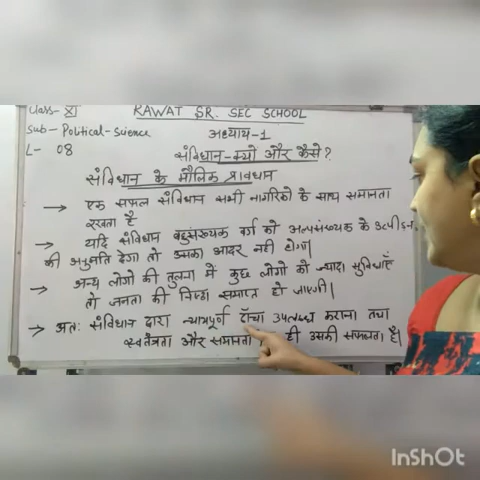 Class- XI
RAWAT SR. SEC SCHOOL
Sub- Political-Science
अध्याय-1
L- 08
संविधान-क्यों और कैसे?
संविधान के मौलिक प्रावधान
→ एक सफल संविधान सभी नागरिकों के साथ समानता
रखता है
→ यदि संविधान बहुसंख्यक वर्ग को अल्पसंख्यक के उत्पीड़न
की अनुमति देगा तो उसका आदर नही होगा।
→ अन्य लोगो की तुलना में कुछ लोगों को ज्यादा सुविधाएँ
तो जनता की निष्ठा समाप्त हो जाएगी।
→ अतः संविधान द्वारा न्यायपूर्ण ढाँचा उपलब्ध कराना तथा
स्वतंत्रता और समानता ही उसकी सफलता है।
InShOt